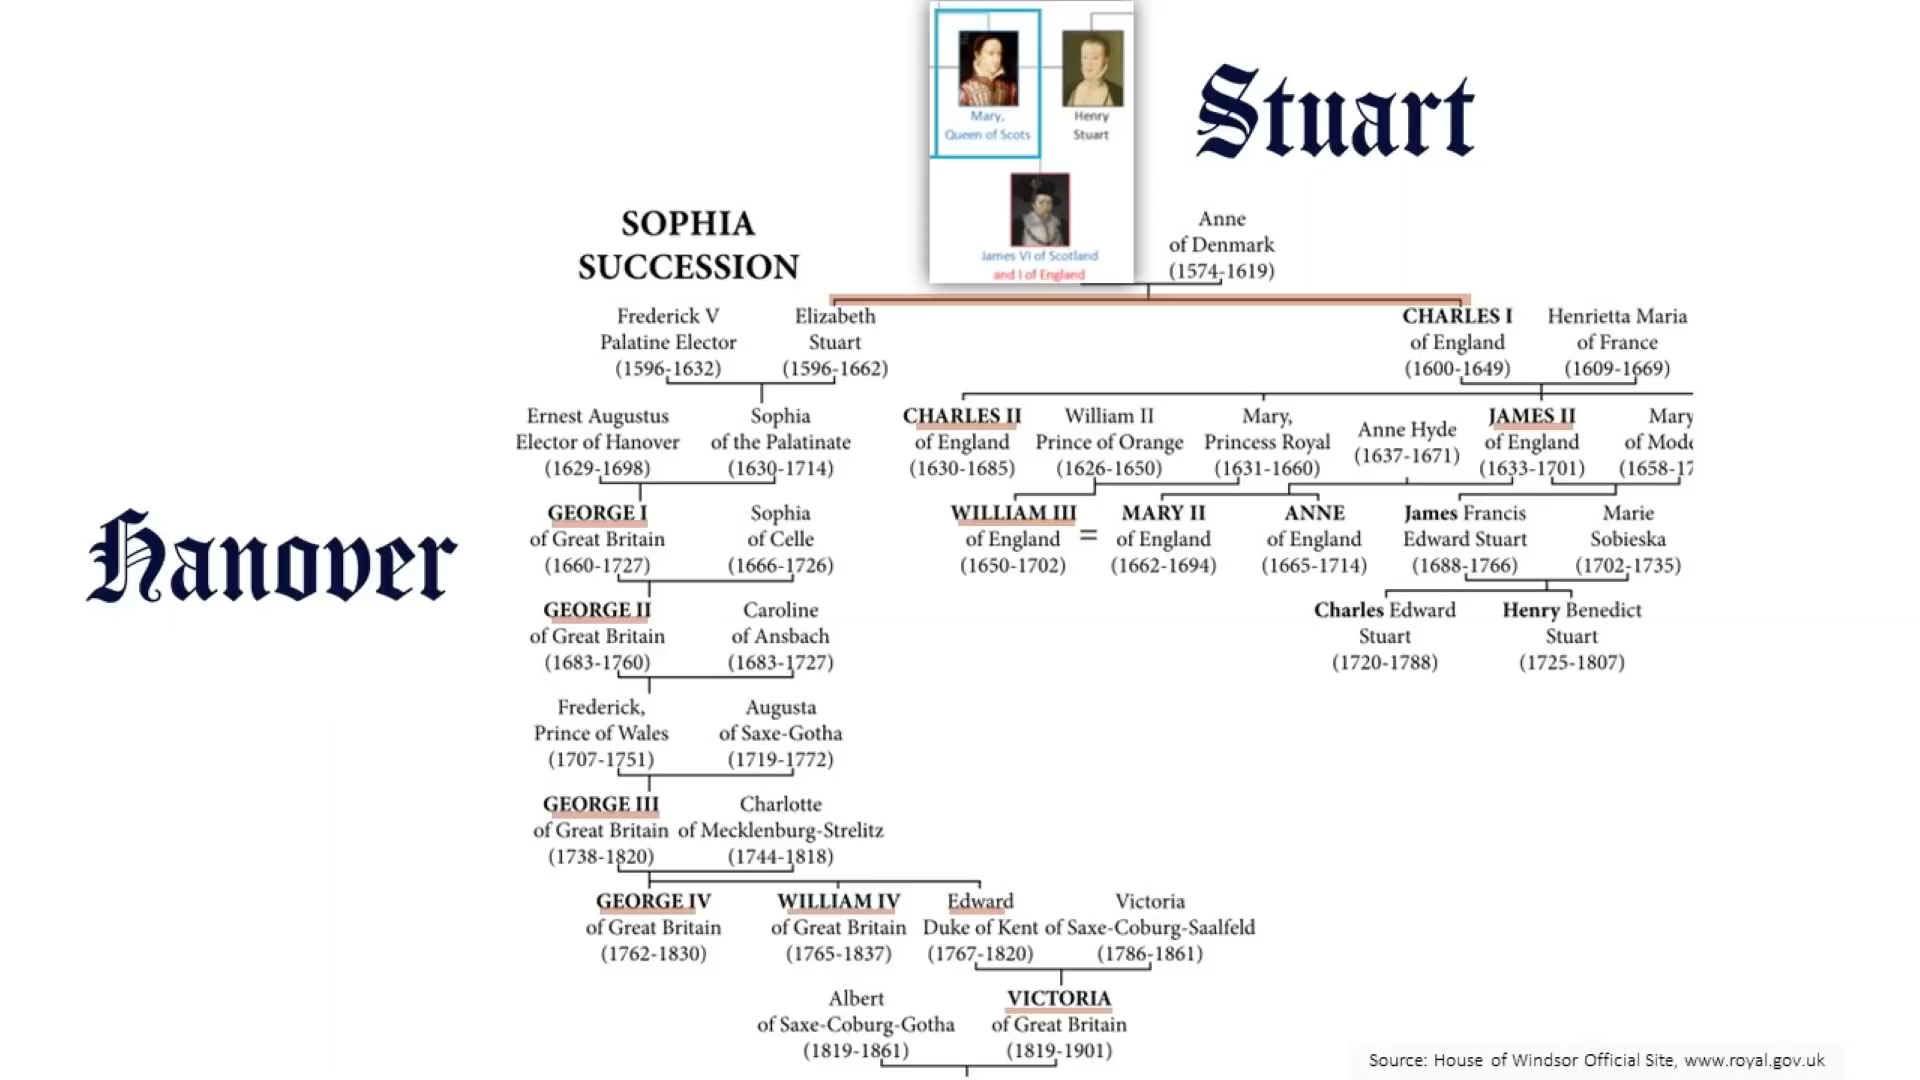 Mary,
Queen of Scots
Henry
Stuart
James VI of Scotland
and I of England
Stuart
SOPHIA
SUCCESSION
Anne
of Denmark
(1574-1619)
Frederick V
Palatine Elector
(1596-1632)
Elizabeth
Stuart
(1596-1662)
CHARLES I
of England
(1600-1649)
Henrietta Maria
of France
(1609-1669)
Ernest Augustus
Elector of Hanover
(1629-1698)
Sophia
of the Palatinate
(1630-1714)
CHARLES II
of England
(1630-1685)
William II
Prince of Orange
(1626-1650)
Mary,
Princess Royal
(1631-1660)
Anne Hyde
(1637-1671)
JAMES II
of England
(1633-1701)
Mary
of Mode
(1658-17
Hanover
GEORGE I
of Great Britain
(1660-1727)
Sophia
of Celle
(1666-1726)
WILLIAM III
of England
(1650-1702)
=
MARY II
of England
(1662-1694)
ANNE
of England
(1665-1714)
James Francis
Edward Stuart
(1688-1766)
Marie
Sobieska
(1702-1735)
GEORGE II
of Great Britain
(1683-1760)
Caroline
of Ansbach
(1683-1727)
Charles Edward
Stuart
(1720-1788)
Henry Benedict
Stuart
(1725-1807)
Frederick,
Prince of Wales
(1707-1751)
Augusta
of Saxe-Gotha
(1719-1772)
GEORGE III
of Great Britain
(1738-1820)
Charlotte
of Mecklenburg-Strelitz
(1744-1818)
GEORGE IV
of Great Britain
(1762-1830)
WILLIAM IV
of Great Britain
(1765-1837)
Edward
Duke of Kent
(1767-1820)
Victoria
of Saxe-Coburg-Saalfeld
(1786-1861)
Albert
of Saxe-Coburg-Gotha
(1819-1861)
VICTORIA
of Great Britain
(1819-1901)
Source: House of Windsor Official Site, www.royal.gov.uk